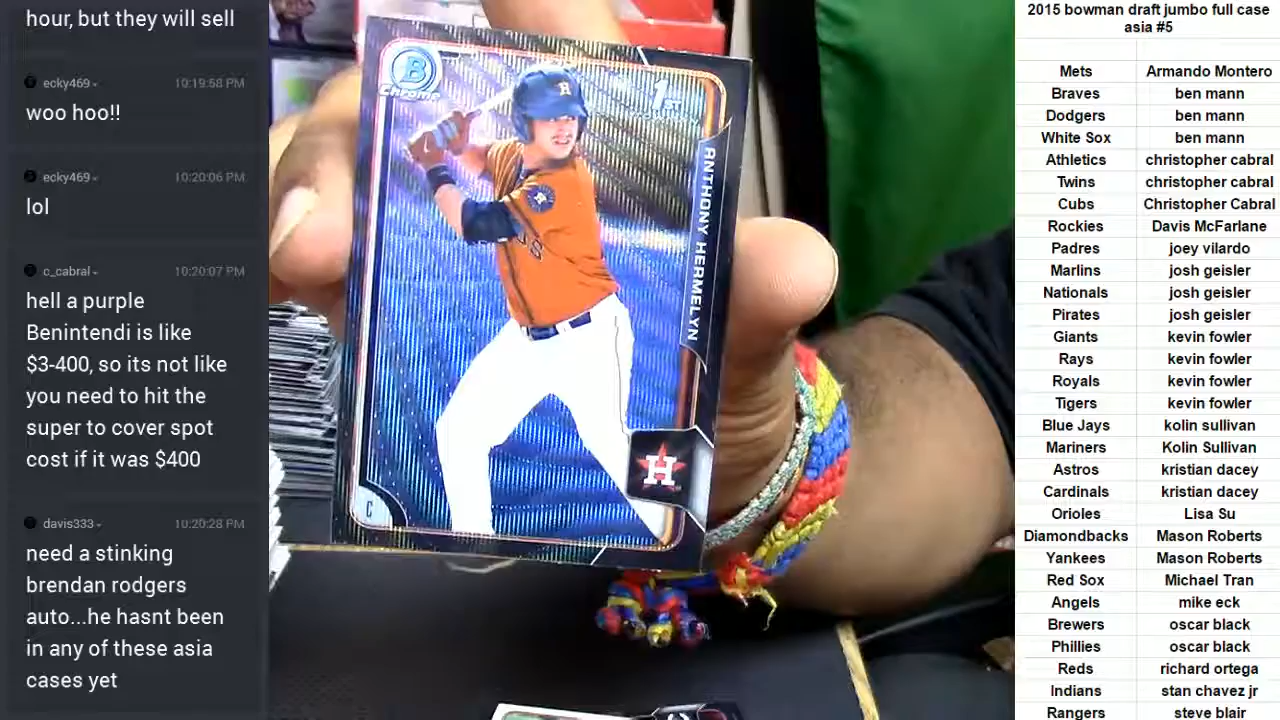 hour, but they will sell
ecky469
10:19:58 PM
woo hoo!!
ecky469
10:20:06 PM
lol
c_cabral
10:20:07 PM
hell a purple
Benintendi is like
$3-400, so its not like
you need to hit the
super to cover spot
cost if it was $400
davis333
10:20:28 PM
need a stinking
brendan rodgers
auto...he hasnt been
in any of these asia
cases yet
B
Chrome
1ST
H
ANTHONY HERMELYN
H
C
2015 bowman draft jumbo full case
asia #5
Mets Armando Montero
Braves ben mann
Dodgers ben mann
White Sox ben mann
Athletics christopher cabral
Twins christopher cabral
Cubs Christopher Cabral
Rockies Davis McFarlane
Padres joey vilardo
Marlins josh geisler
Nationals josh geisler
Pirates josh geisler
Giants kevin fowler
Rays kevin fowler
Royals kevin fowler
Tigers kevin fowler
Blue Jays kolin sullivan
Mariners Kolin Sullivan
Astros kristian dacey
Cardinals kristian dacey
Orioles Lisa Su
Diamondbacks Mason Roberts
Yankees Mason Roberts
Red Sox Michael Tran
Angels mike eck
Brewers oscar black
Phillies oscar black
Reds richard ortega
Indians stan chavez jr
Rangers steve blair